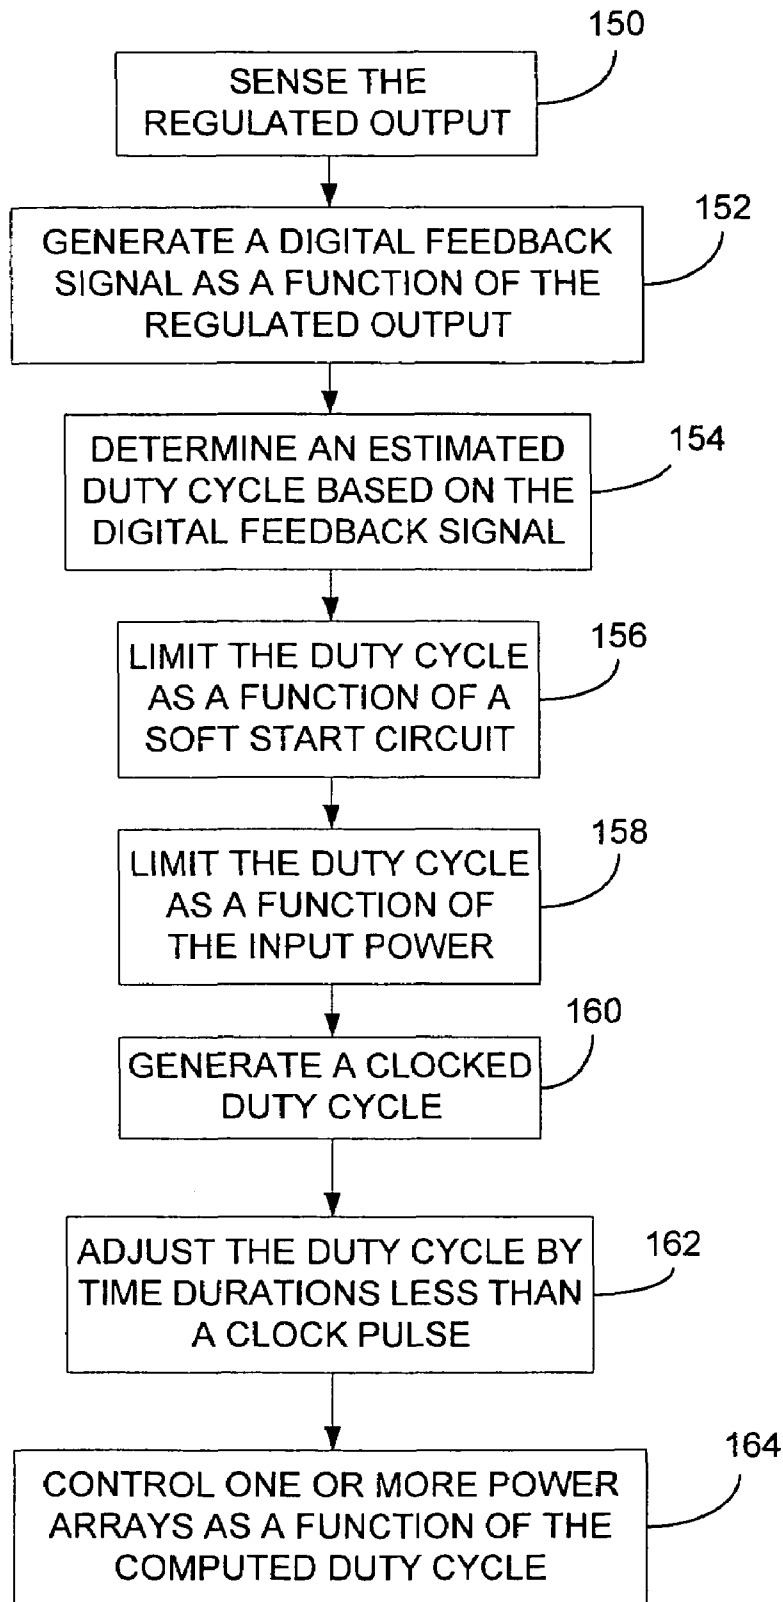 150
SENSE THE
REGULATED OUTPUT
152
GENERATE A DIGITAL FEEDBACK
SIGNAL AS A FUNCTION OF THE
REGULATED OUTPUT
154
DETERMINE AN ESTIMATED
DUTY CYCLE BASED ON THE
DIGITAL FEEDBACK SIGNAL
156
LIMIT THE DUTY CYCLE
AS A FUNCTION OF A
SOFT START CIRCUIT
158
LIMIT THE DUTY CYCLE
AS A FUNCTION OF
THE INPUT POWER
160
GENERATE A CLOCKED
DUTY CYCLE
162
ADJUST THE DUTY CYCLE BY
TIME DURATIONS LESS THAN
A CLOCK PULSE
164
CONTROL ONE OR MORE POWER
ARRAYS AS A FUNCTION OF THE
COMPUTED DUTY CYCLE